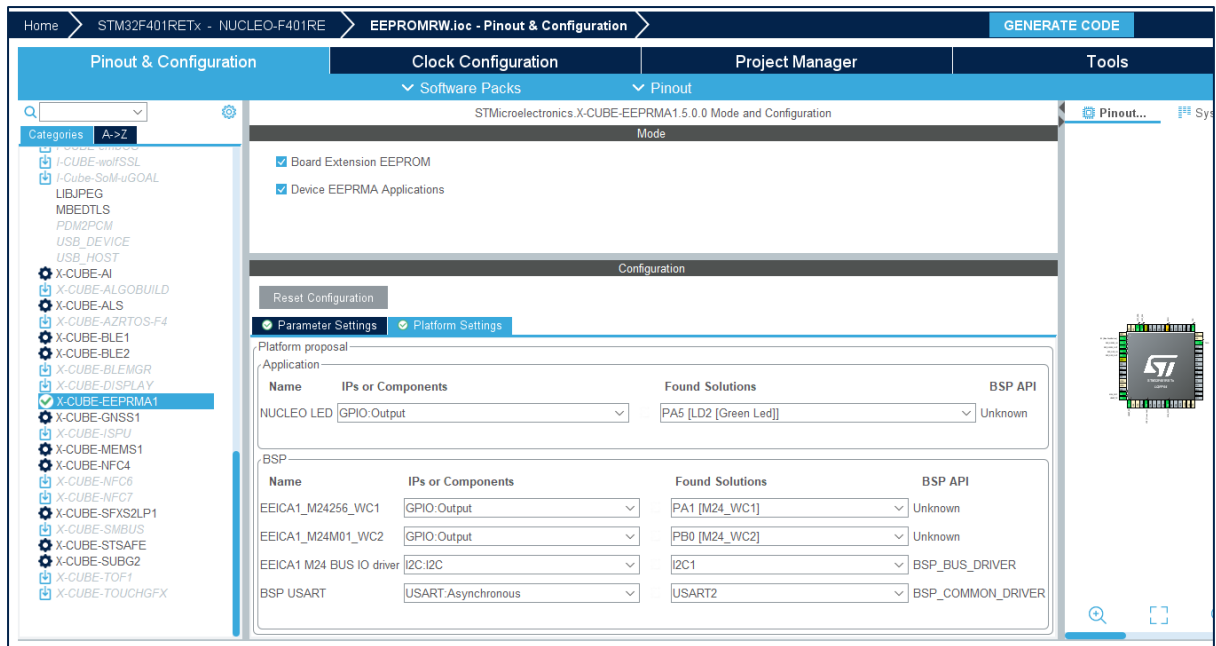 Home STM32F401RETx - NUCLEO-F401RE EEPROMRW.ioc - Pinout & Configuration GENERATE CODE
Pinout & Configuration Clock Configuration Project Manager Tools
Software Packs Pinout
STMicroelectronics.X-CUBE-EEPRMA1.5.0.0 Mode and Configuration
Categories A->Z
I-CUBE-wolfSSL
I-Cube-SoM-uGOAL
LIBJPEG
MBEDTLS
PDM2PCM
USB_DEVICE
USB_HOST
X-CUBE-AI
X-CUBE-ALGOBUILD
X-CUBE-ALS
X-CUBE-AZRTOS-F4
X-CUBE-BLE1
X-CUBE-BLE2
X-CUBE-BLEMGR
X-CUBE-DISPLAY
X-CUBE-EEPRMA1
X-CUBE-GNSS1
X-CUBE-ISPU
X-CUBE-MEMS1
X-CUBE-NFC4
X-CUBE-NFC6
X-CUBE-NFC7
X-CUBE-SFXS2LP1
X-CUBE-SMBUS
X-CUBE-STSAFE
X-CUBE-SUBG2
X-CUBE-TOF1
X-CUBE-TOUCHGFX
Mode
Board Extension EEPROM
Device EEPRMA Applications
Configuration
Reset Configuration
Parameter Settings Platform Settings
Platform proposal
Application
Name IPs or Components Found Solutions BSP API
NUCLEO LED GPIO:Output PA5 [LD2 [Green Led]] Unknown
BSP
Name IPs or Components Found Solutions BSP API
EEICA1_M24256_WC1 GPIO:Output PA1 [M24_WC1] Unknown
EEICA1_M24M01_WC2 GPIO:Output PB0 [M24_WC2] Unknown
EEICA1 M24 BUS IO driver I2C:I2C I2C1 BSP_BUS_DRIVER
BSP USART USART:Asynchronous USART2 BSP_COMMON_DRIVER
Pinout... Sys
ST